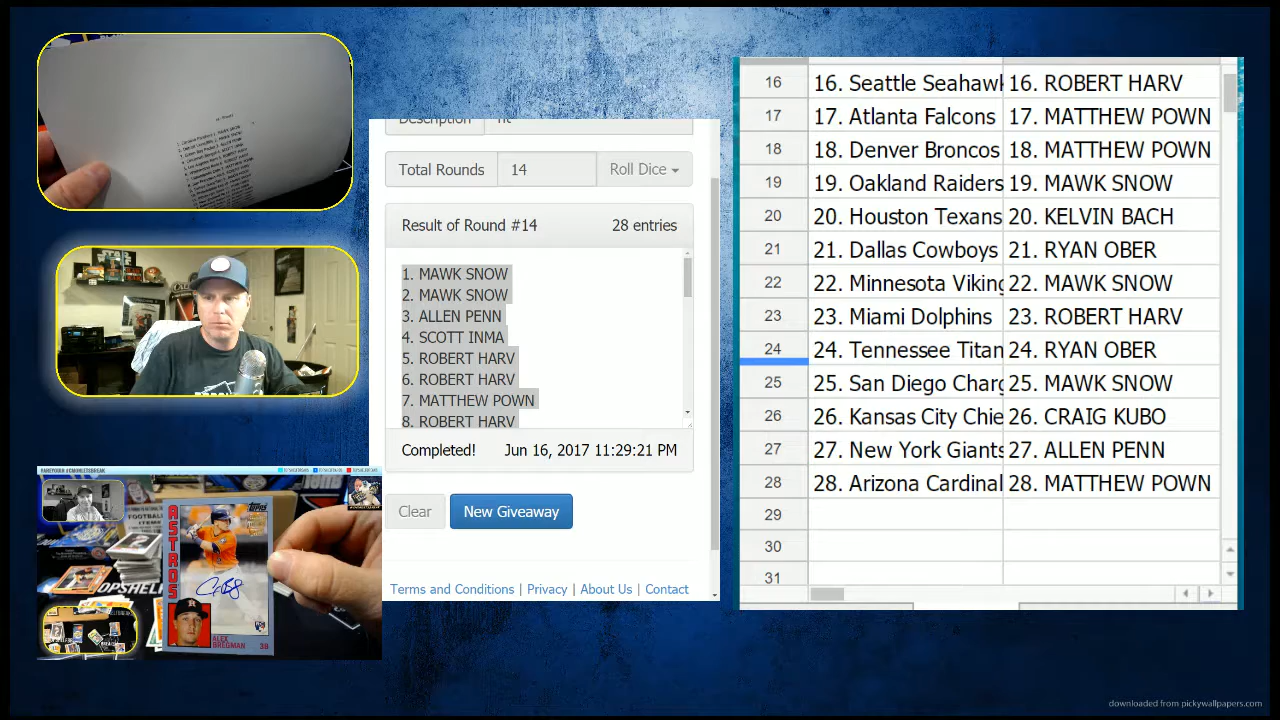 Description
Total Rounds 14 Roll Dice
Result of Round #14 28 entries
1. MAWK SNOW
2. MAWK SNOW
3. ALLEN PENN
4. SCOTT INMA
5. ROBERT HARV
6. ROBERT HARV
7. MATTHEW POWN
8. ROBERT HARV
Completed! Jun 16, 2017 11:29:21 PM
Clear New Giveaway
Terms and Conditions | Privacy | About Us | Contact
16 16. Seattle Seahawk 16. ROBERT HARV
17 17. Atlanta Falcons 17. MATTHEW POWN
18 18. Denver Broncos 18. MATTHEW POWN
19 19. Oakland Raiders 19. MAWK SNOW
20 20. Houston Texans 20. KELVIN BACH
21 21. Dallas Cowboys 21. RYAN OBER
22 22. Minnesota Viking 22. MAWK SNOW
23 23. Miami Dolphins 23. ROBERT HARV
24 24. Tennessee Titan 24. RYAN OBER
25 25. San Diego Charg 25. MAWK SNOW
26 26. Kansas City Chie 26. CRAIG KUBO
27 27. New York Giants 27. ALLEN PENN
28 28. Arizona Cardinal 28. MATTHEW POWN
29
30
31
Topps
ASTROS
ALEX
BREGMAN 3B
downloaded from pickywallpapers.com